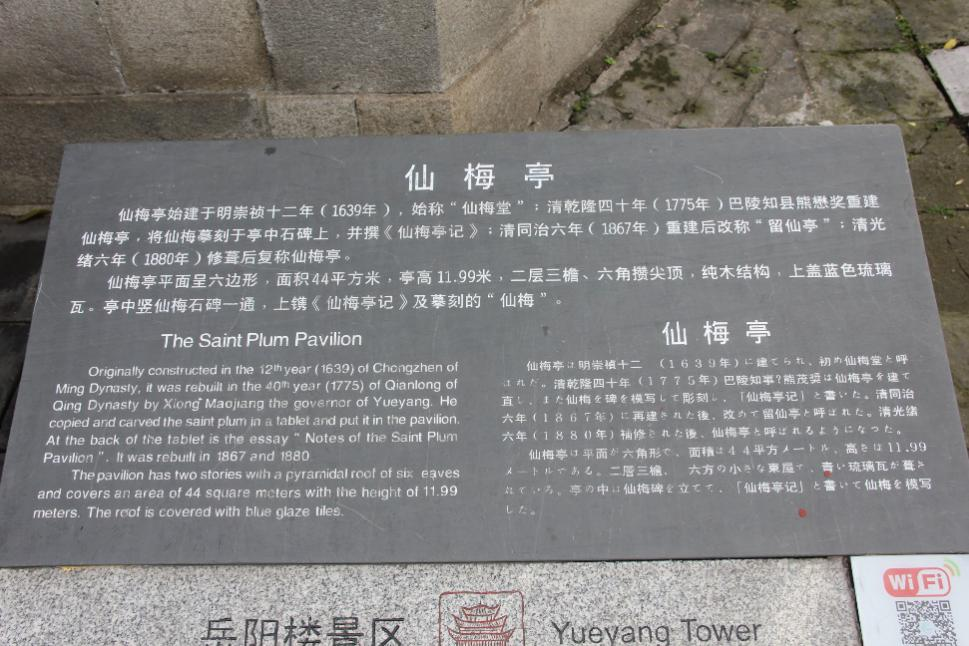 仙梅亭
仙梅亭始建于明崇祯十二年（1639年），始称“仙梅堂”；清乾隆四十年（1775年）巴陵知县熊懋奖重建
仙梅亭，将仙梅摹刻于亭中石碑上，并撰《仙梅亭记》；清同治六年（1867年）重建后改称“留仙亭”；清光
绪六年（1880年）修葺后复称仙梅亭。
仙梅亭平面呈六边形，面积44平方米，亭高11.99米，二层三檐、六角攒尖顶，纯木结构，上盖蓝色琉璃
瓦。亭中竖仙梅石碑一通，上镌《仙梅亭记》及摹刻的“仙梅”。
The Saint Plum Pavilion
Originally constructed in the 12th year (1639) of Chongzhen of
Ming Dynasty, it was rebuilt in the 40th year (1775) of Qianlong of
Qing Dynasty by Xiong Maojiang the governor of Yueyang. He
copied and carved the saint plum in a tablet and put it in the pavilion.
At the back of the tablet is the essay “Notes of the Saint Plum
Pavilion”. It was rebuilt in 1867 and 1880
The pavilion has two stories with a pyramidal roof of six eaves
and covers an area of 44 square meters with the height of 11.99
meters. The roof is covered with blue glaze tiles.
仙梅亭
仙梅亭は明崇禎十二　（1639年）に建てられ、初め仙梅堂と呼
ばれた。清乾隆四十年（1775年）巴陵知事?熊茂奨は仙梅亭を建て
直し、また仙梅を碑を模写して彫刻し、「仙梅亭记」と書いた。清同治
六年（1867年）に再建された後、改めて留仙亭と呼ばれた。清光緒
六年（1880年）補修された後、仙梅亭と呼ばれるようになった。
仙梅亭は平面が六角形で、面積は44平方メートル、高さは11.99
メートルである。二層三檐、六方の小さな東屋で、青い琉璃瓦が葺き
れている。亭の中は仙梅碑を立てて、「仙梅亭记」と書いて仙梅を模写
した。
岳阳楼景区
Yueyang Tower
WiFi